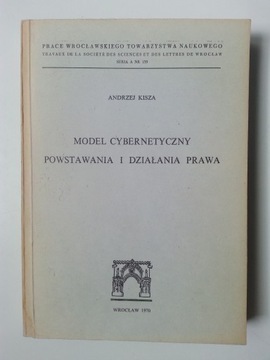 PRACE WROCŁAWSKIEGO TOWARZYSTWA NAUKOWEGO
TRAVAUX DE LA SOCIÉTÉ DES SCIENCES ET DES LETTRES DE WROCŁAW
SERIA A NR 179
ANDRZEJ KISZA
MODEL CYBERNETYCZNY
POWSTAWANIA I DZIAŁANIA PRAWA
WROCŁAW 1970